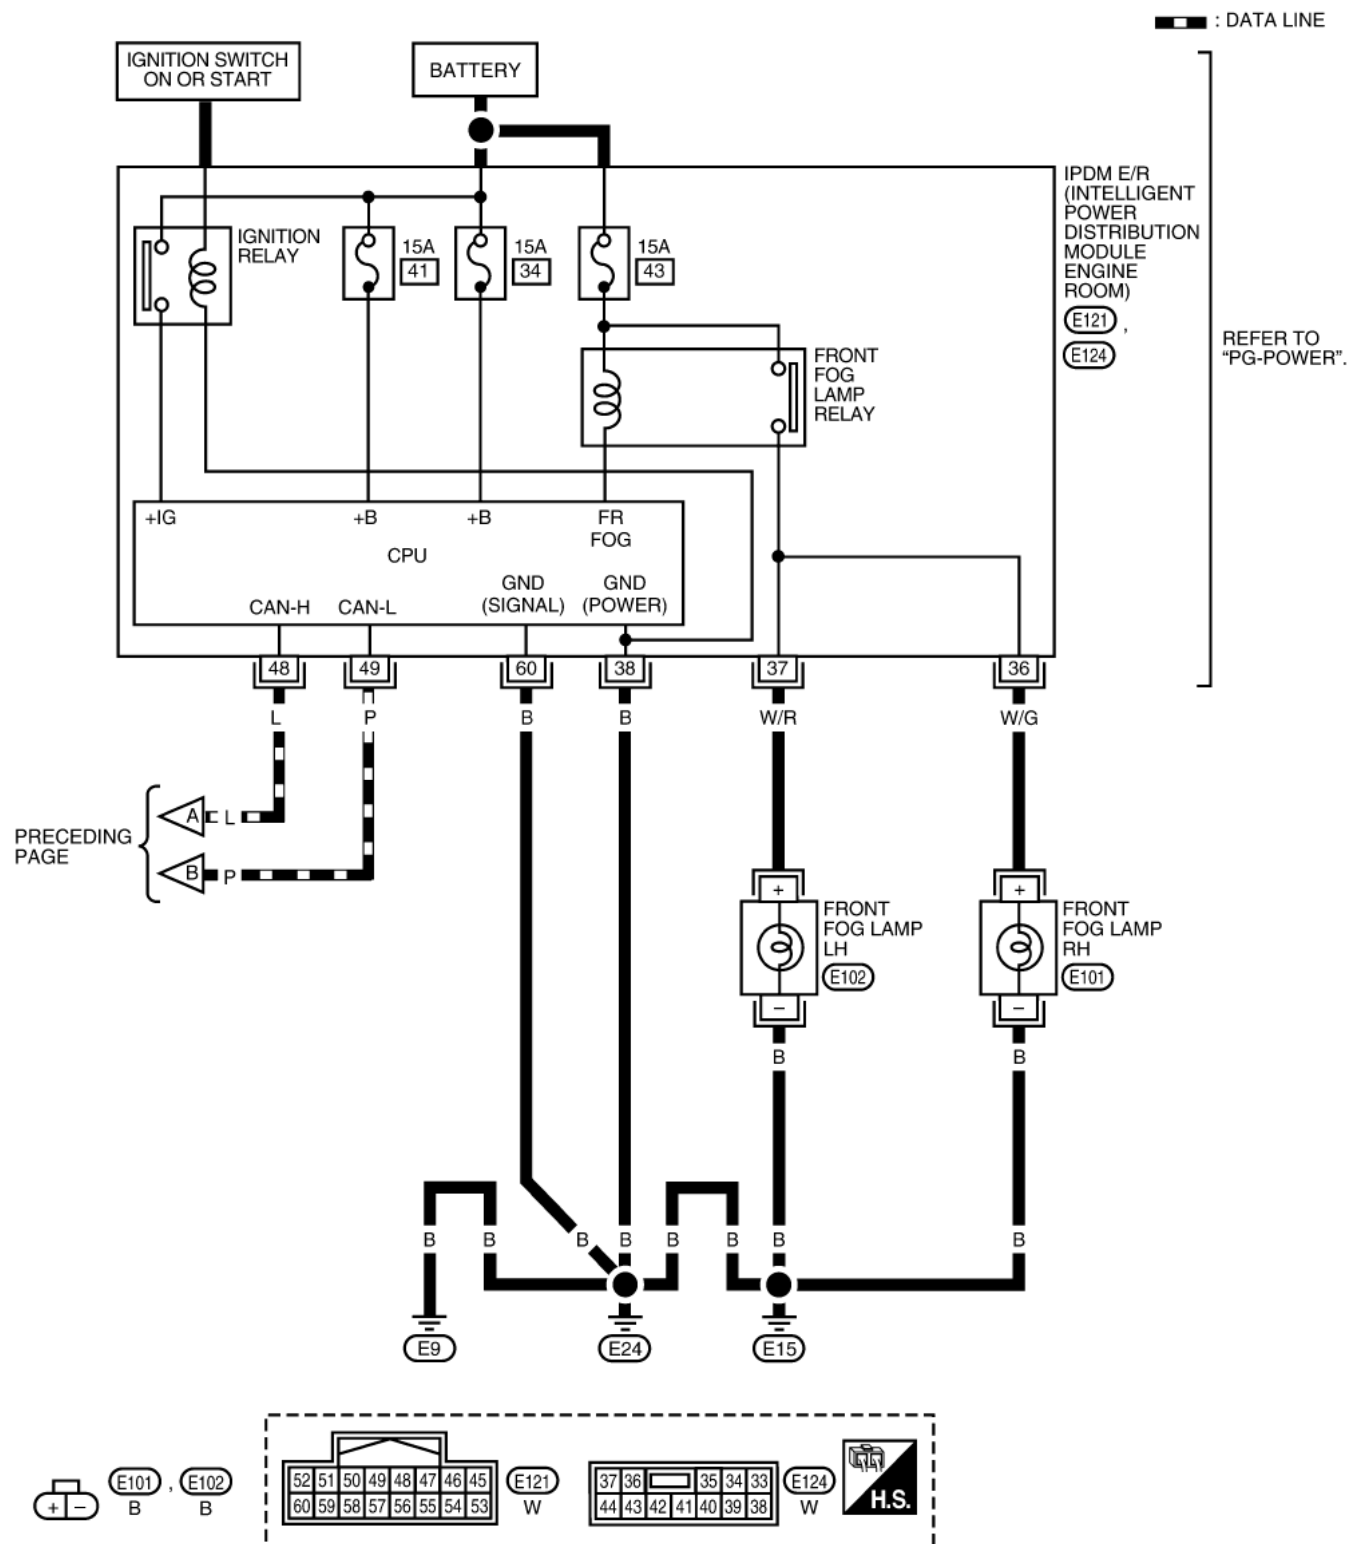 : DATA LINE
IGNITION SWITCH
ON OR START
BATTERY
IPDM E/R
(INTELLIGENT
POWER
DISTRIBUTION
MODULE
ENGINE
ROOM)
E121 ,
E124
REFER TO
“PG-POWER”.
IGNITION
RELAY
15A
41
15A
34
15A
43
FRONT
FOG
LAMP
RELAY
+IG
+B
+B
FR
FOG
CPU
CAN-H
CAN-L
GND
(SIGNAL)
GND
(POWER)
48 49 60 38 37 36
L P B B W/R W/G
PRECEDING
PAGE
A L
B P
+
FRONT
FOG LAMP
LH
E102
–
+
FRONT
FOG LAMP
RH
E101
–
B B
B B B B B B B B
E9 E24 E15
+ –
E101 , E102
B B
52 51 50 49 48 47 46 45
60 59 58 57 56 55 54 53
E121
W
37 36 35 34 33
44 43 42 41 40 39 38
E124
W
H.S.